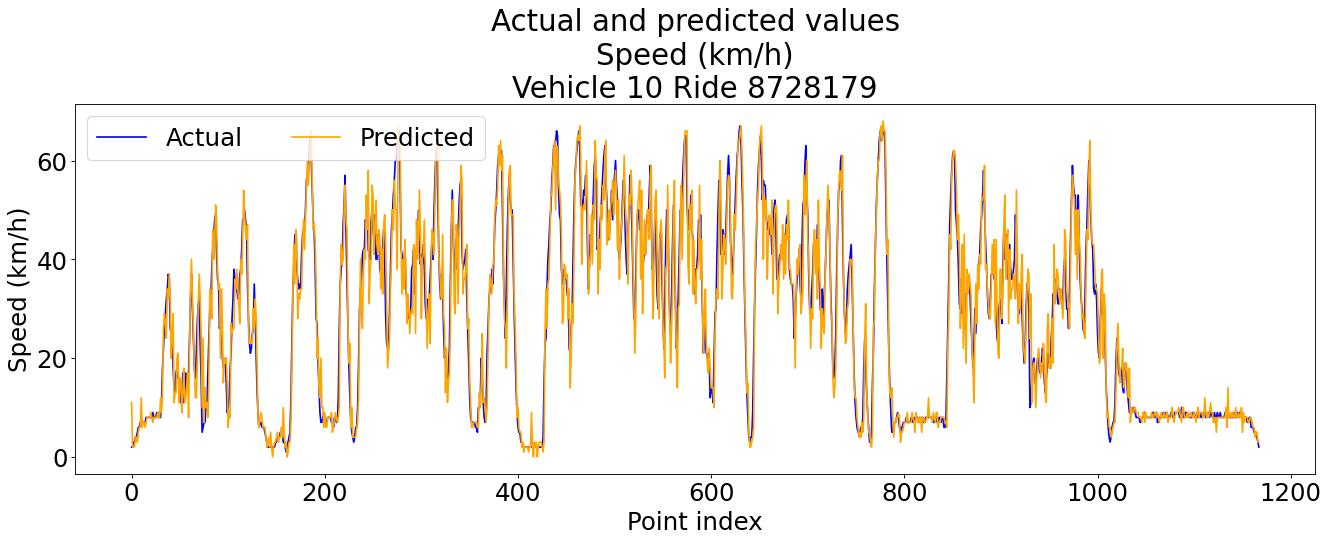 Actual and predicted values
Speed (km/h)
Vehicle 10 Ride 8728179
Actual
Predicted
Speed (km/h)
60
40
20
0
0
200
400
600
800
1000
1200
Point index